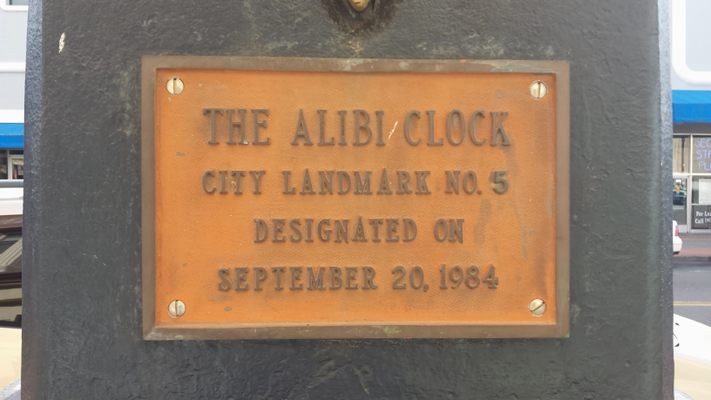 THE ALIBI CLOCK
CITY LANDMARK NO. 5
DESIGNATED ON
SEPTEMBER 20, 1984